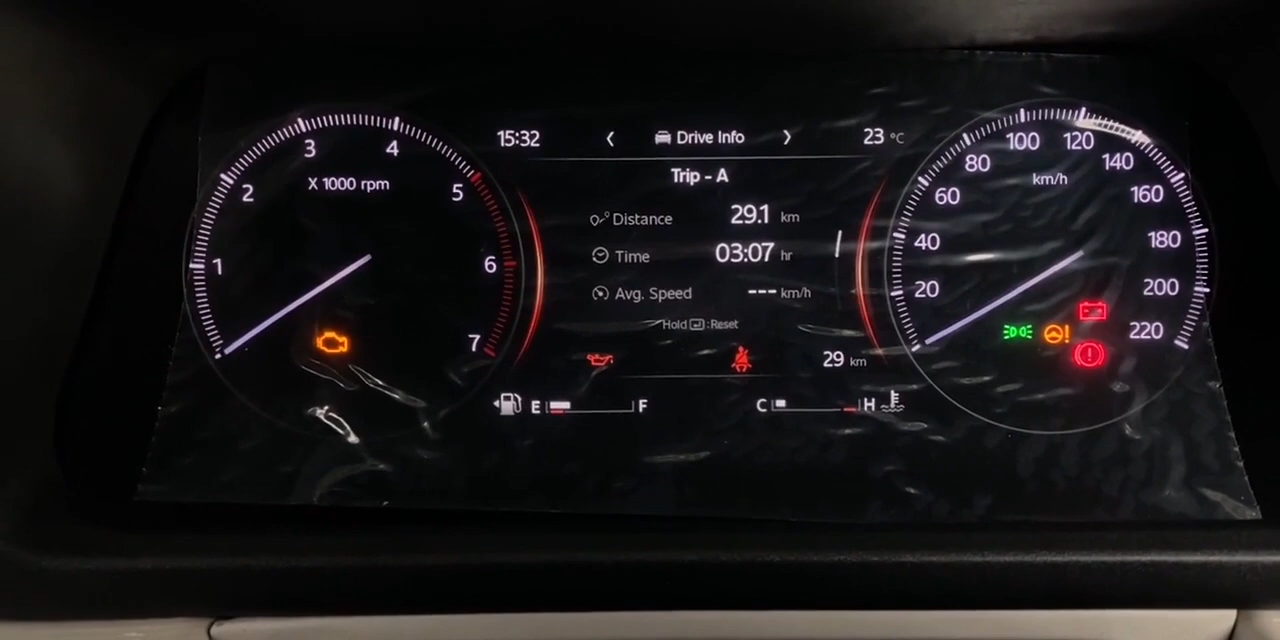 15:32
Drive Info
23 °C
Trip - A
Distance 29.1 km
Time 03:07 hr
Avg. Speed --- km/h
Hold :Reset
29 km
E F
C H
1
2
3
4
5
6
7
X 1000 rpm
20
40
60
80
100
120
140
160
180
200
220
km/h